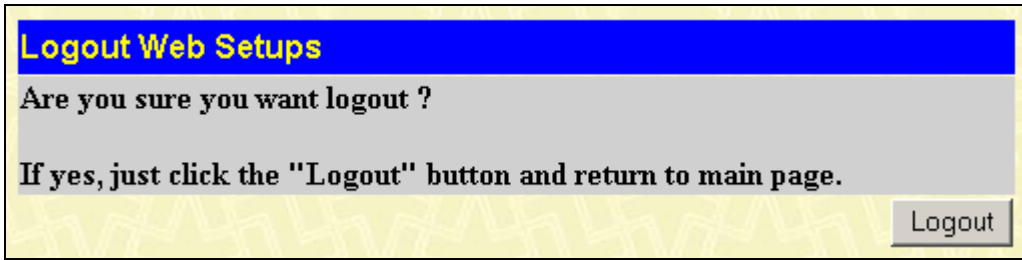 Logout Web Setups
Are you sure you want logout ?
If yes, just click the "Logout" button and return to main page.
Logout